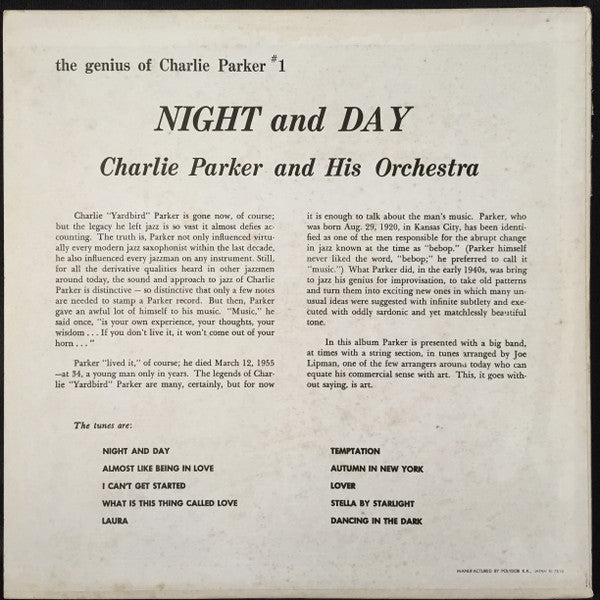 the genius of Charlie Parker #1
NIGHT and DAY
Charlie Parker and His Orchestra
Charlie "Yardbird" Parker is gone now, of course;
but the legacy he left jazz is so vast it almost defies ac-
counting. The truth is, Parker not only influenced virtu-
ally every modern jazz saxophonist within the last decade,
he also influenced every jazzman on any instrument. Still,
for all the derivative qualities heard in other jazzmen
around today, the sound and approach to jazz of Charlie
Parker is distinctive — so distinctive that only a few notes
are needed to stamp a Parker record. But then, Parker
gave an awful lot of himself to his music. "Music," he
said once, "is your own experience, your thoughts, your
wisdom . . . If you don't live it, it won't come out of your
horn . . . "
Parker "lived it," of course; he died March 12, 1955
—at 34, a young man only in years. The legends of Char-
lie "Yardbird" Parker are many, certainly, but for now
it is enough to talk about the man's music. Parker, who
was born Aug. 29, 1920, in Kansas City, has been identi-
fied as one of the men responsible for the abrupt change
in jazz known at the time as "bebop." (Parker himself
never liked the word, "bebop;" he preferred to call it
"music.") What Parker did, in the early 1940s, was bring
to jazz his genius for improvisation, to take old patterns
and turn them into exciting new ones in which many un-
usual ideas were suggested with infinite subtlety and exe-
cuted with oddly sardonic and yet matchlessly beautiful
tone.
In this album Parker is presented with a big band,
at times with a string section, in tunes arranged by Joe
Lipman, one of the few arrangers around today who can
equate his commercial sense with art. This, it goes with-
out saying, is art.
The tunes are:
NIGHT AND DAY
ALMOST LIKE BEING IN LOVE
I CAN'T GET STARTED
WHAT IS THIS THING CALLED LOVE
LAURA
TEMPTATION
AUTUMN IN NEW YORK
LOVER
STELLA BY STARLIGHT
DANCING IN THE DARK
MANUFACTURED BY POLYDOR K.K., JAPAN